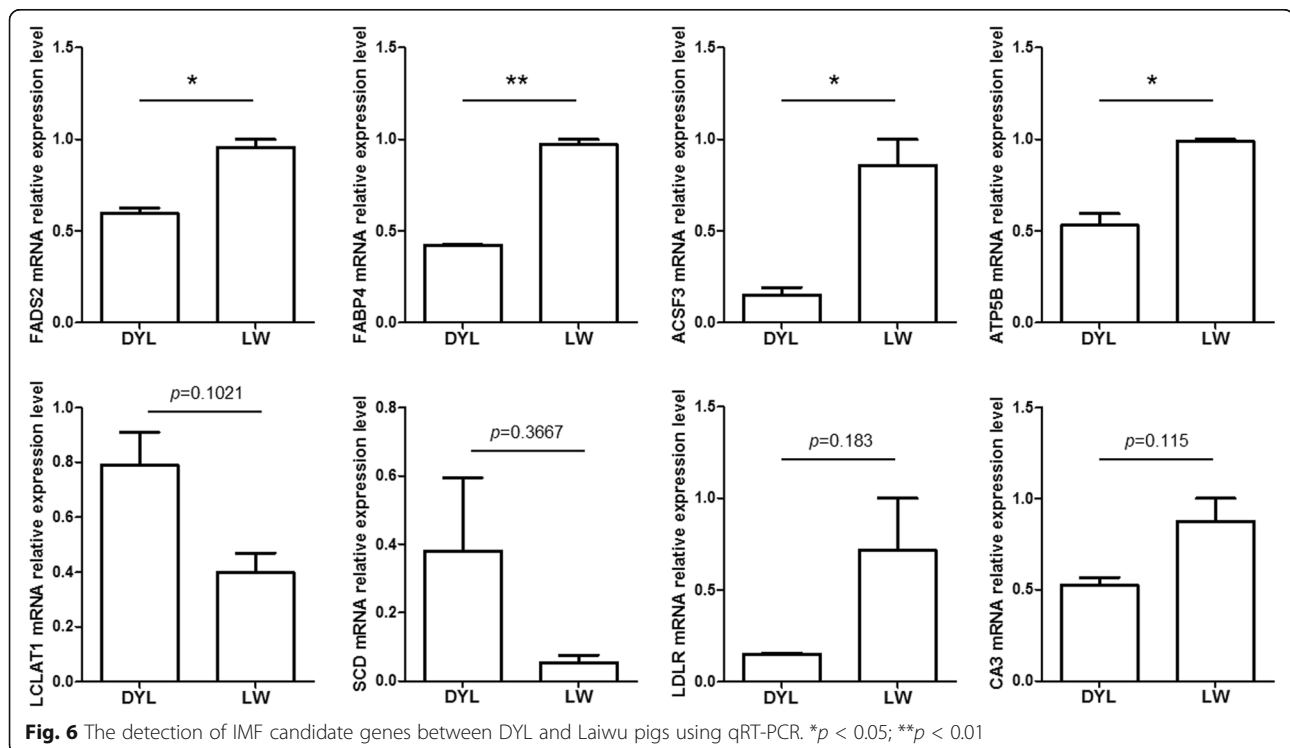 FADS2 mRNA relative expression level
1.5
1.0
0.5
0.0
*
DYL
LW
FABP4 mRNA relative expression level
1.5
1.0
0.5
0.0
**
DYL
LW
ACSF3 mRNA relative expression level
1.5
1.0
0.5
0.0
*
DYL
LW
ATP5B mRNA relative expression level
1.5
1.0
0.5
0.0
*
DYL
LW
LCLAT1 mRNA relative expression level
1.0
0.8
0.6
0.4
0.2
0.0
p=0.1021
DYL
LW
SCD mRNA relative expression level
0.8
0.6
0.4
0.2
0.0
p=0.3667
DYL
LW
LDLR mRNA relative expression level
1.5
1.0
0.5
0.0
p=0.183
DYL
LW
CA3 mRNA relative expression level
1.5
1.0
0.5
0.0
p=0.115
DYL
LW
Fig. 6 The detection of IMF candidate genes between DYL and Laiwu pigs using qRT-PCR. *p < 0.05; **p < 0.01